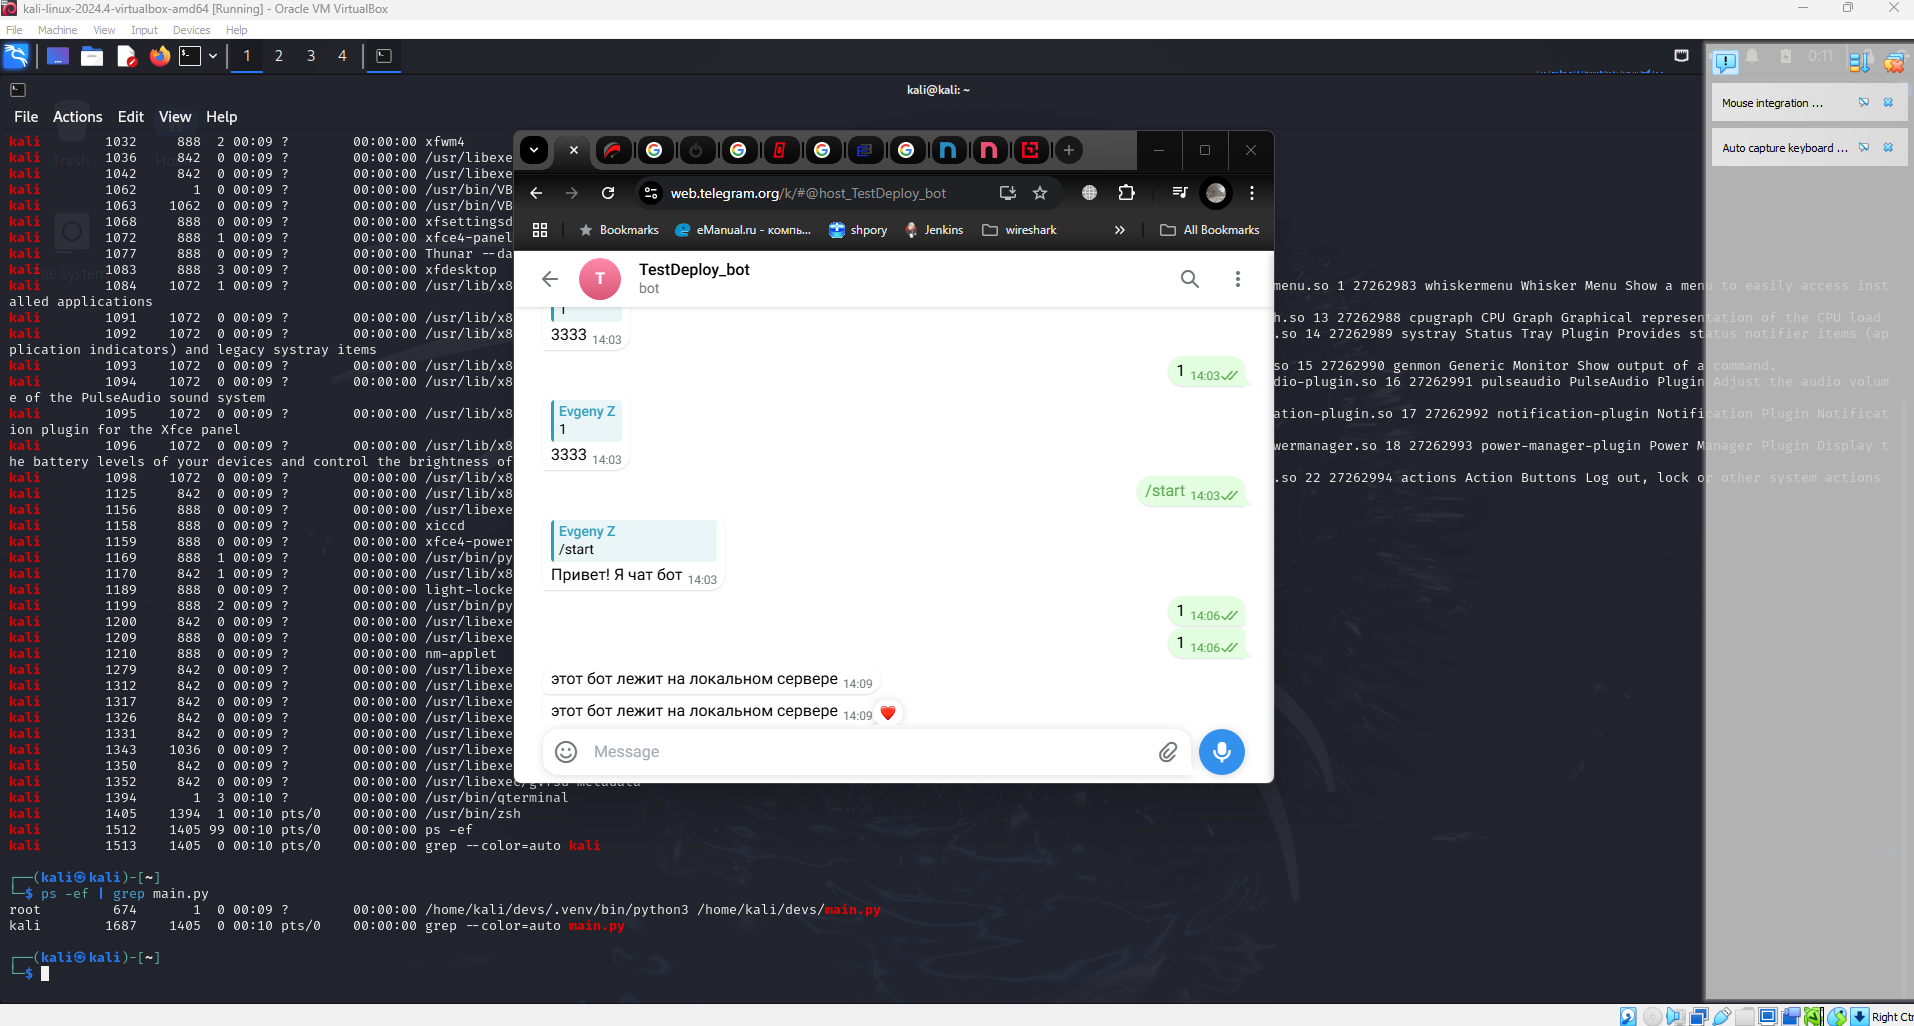 kali-linux-2024.4-virtualbox-amd64 [Running] - Oracle VM VirtualBox
File Machine View Input Devices Help
1 2 3 4
0:11
kali@kali: ~
File Actions View Help
Mouse integration ...
Auto capture keyboard ...
Trash
File System
kali 1032 888 2 00:09 ? 00:00:00 xfwm4
kali 1036 842 0 00:09 ? 00:00:00 /usr/libexe
kali 1042 842 0 00:09 ? 00:00:00 /usr/libexe
kali 1062 1 0 00:09 ? 00:00:00 /usr/bin/VB
kali 1063 1062 0 00:09 ? 00:00:00 /usr/bin/VB
kali 1068 888 0 00:09 ? 00:00:00 xfsettingsd
kali 1072 888 1 00:09 ? 00:00:00 xfce4-panel
kali 1077 888 0 00:09 ? 00:00:00 Thunar --da
kali 1083 888 3 00:09 ? 00:00:00 xfdesktop
kali 1084 1072 1 00:09 ? 00:00:00 /usr/lib/x8 menu.so 1 27262983 whiskermenu Whisker Menu Show a menu to easily access inst
alled applications
kali 1091 1072 0 00:09 ? 00:00:00 /usr/lib/x8 h.so 13 27262988 cpugraph CPU Graph Graphical representation of the CPU load
kali 1092 1072 0 00:09 ? 00:00:00 /usr/lib/x8 .so 14 27262989 systray Status Tray Plugin Provides status notifier items (ap
plication indicators) and legacy systray items
kali 1093 1072 0 00:09 ? 00:00:00 /usr/lib/x8 so 15 27262990 genmon Generic Monitor Show output of a command.
kali 1094 1072 0 00:09 ? 00:00:00 /usr/lib/x8 dio-plugin.so 16 27262991 pulseaudio PulseAudio Plugin Adjust the audio volum
e of the PulseAudio sound system
kali 1095 1072 0 00:09 ? 00:00:00 /usr/lib/x8 ation-plugin.so 17 27262992 notification-plugin Notification Plugin Notificat
ion plugin for the Xfce panel
kali 1096 1072 0 00:09 ? 00:00:00 /usr/lib/x8 wermanager.so 18 27262993 power-manager-plugin Power Manager Plugin Display t
he battery levels of your devices and control the brightness of
kali 1098 1072 0 00:09 ? 00:00:00 /usr/lib/x8 .so 22 27262994 actions Action Buttons Log out, lock or other system actions
kali 1125 842 0 00:09 ? 00:00:00 /usr/libexe
kali 1156 888 0 00:09 ? 00:00:00 /usr/libexe
kali 1158 888 0 00:09 ? 00:00:00 xiccd
kali 1159 888 0 00:09 ? 00:00:00 xfce4-power
kali 1169 888 1 00:09 ? 00:00:00 /usr/bin/py
kali 1170 842 1 00:09 ? 00:00:00 /usr/lib/x8
kali 1189 888 0 00:09 ? 00:00:00 light-locke
kali 1199 888 2 00:09 ? 00:00:00 /usr/bin/py
kali 1200 842 0 00:09 ? 00:00:00 /usr/libexe
kali 1209 888 0 00:09 ? 00:00:00 /usr/libexe
kali 1210 888 0 00:09 ? 00:00:00 nm-applet
kali 1279 842 0 00:09 ? 00:00:00 /usr/libexe
kali 1312 842 0 00:09 ? 00:00:00 /usr/libexe
kali 1317 842 0 00:09 ? 00:00:00 /usr/libexe
kali 1326 842 0 00:09 ? 00:00:00 /usr/libexe
kali 1331 842 0 00:09 ? 00:00:00 /usr/libexe
kali 1343 1036 0 00:09 ? 00:00:00 /usr/libexe
kali 1350 842 0 00:09 ? 00:00:00 /usr/libexe
kali 1352 842 0 00:09 ? 00:00:00 /usr/libexec/gvfsd-metadata
kali 1394 1 3 00:10 ? 00:00:00 /usr/bin/qterminal
kali 1405 1394 1 00:10 pts/0 00:00:00 /usr/bin/zsh
kali 1512 1405 99 00:10 pts/0 00:00:00 ps -ef
kali 1513 1405 0 00:10 pts/0 00:00:00 grep --color=auto kali
┌──(kali㉿kali)-[~]
└─$ ps -ef | grep main.py
root 674 1 0 00:09 ? 00:00:00 /home/kali/devs/.venv/bin/python3 /home/kali/devs/main.py
kali 1687 1405 0 00:10 pts/0 00:00:00 grep --color=auto main.py
┌──(kali㉿kali)-[~]
└─$
web.telegram.org/k/#@host_TestDeploy_bot
Bookmarks eManual.ru - компь... shpory Jenkins wireshark » All Bookmarks
T
TestDeploy_bot
bot
1
3333 14:03
1 14:03
Evgeny Z
1
3333 14:03
/start 14:03
Evgeny Z
/start
Привет! Я чат бот 14:03
1 14:06
1 14:06
этот бот лежит на локальном сервере 14:09
этот бот лежит на локальном сервере 14:09
Message
Right Ctr